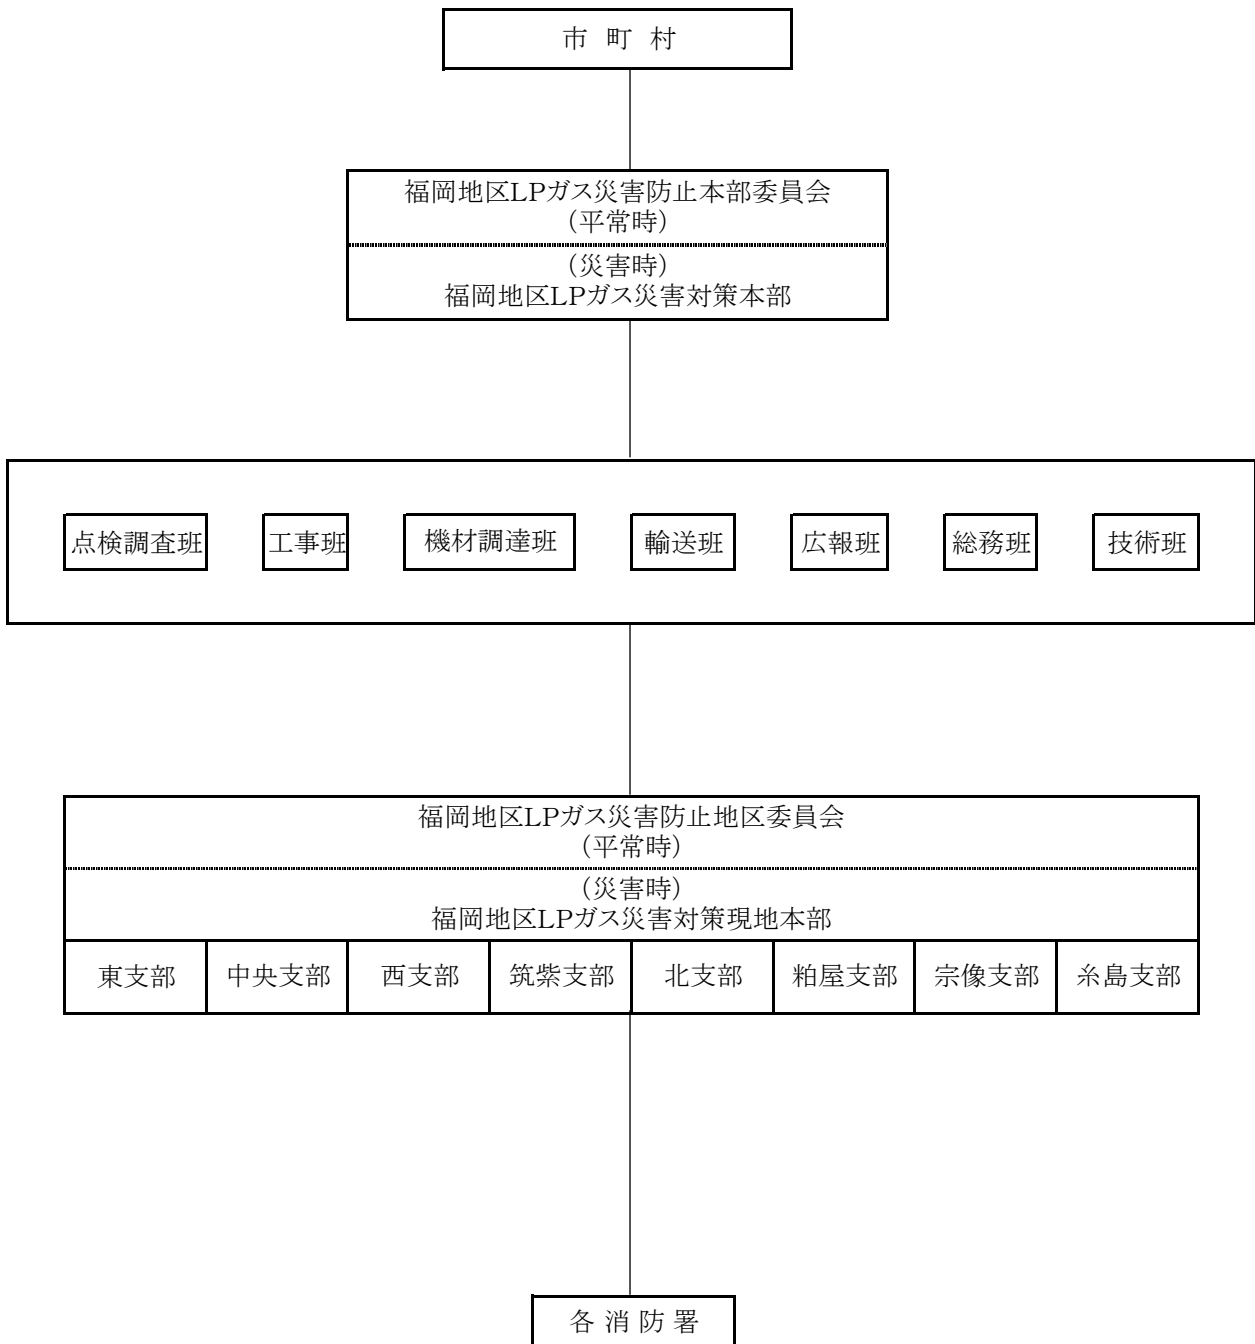 市 町 村
福岡地区LPガス災害防止本部委員会
(平常時)
(災害時)
福岡地区LPガス災害対策本部
点検調査班 工事班 機材調達班 輸送班 広報班 総務班 技術班
福岡地区LPガス災害防止地区委員会
(平常時)
(災害時)
福岡地区LPガス災害対策現地本部
東支部 中央支部 西支部 筑紫支部 北支部 粕屋支部 宗像支部 糸島支部
各 消 防 署